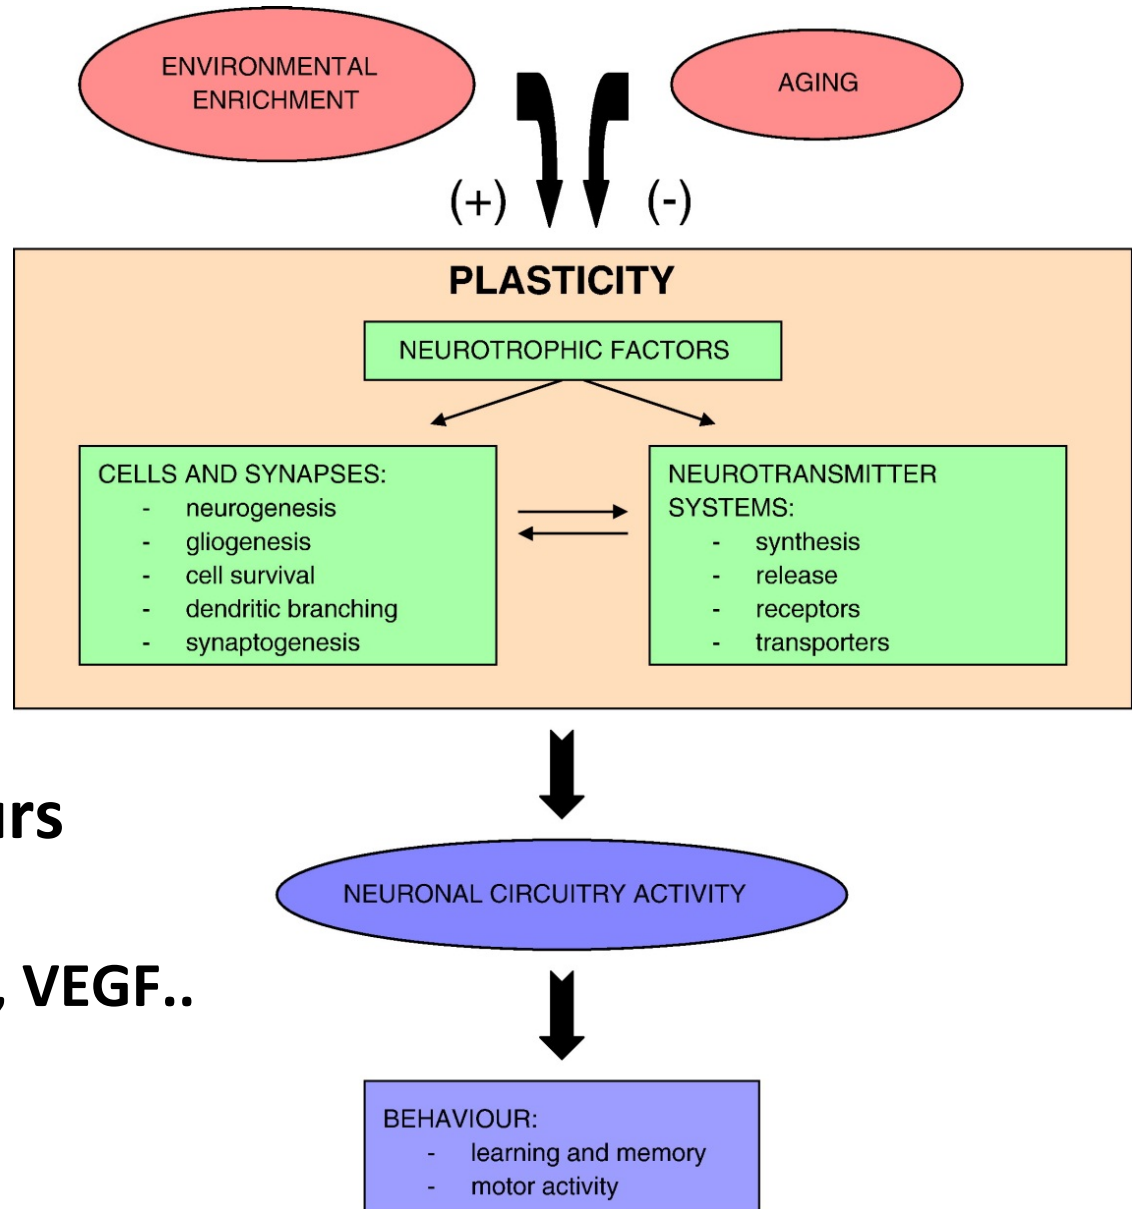 ENVIRONMENTAL
ENRICHMENT
AGING
(+)
(-)
PLASTICITY
NEUROTROPHIC FACTORS
CELLS AND SYNAPSES:
- neurogenesis
- gliogenesis
- cell survival
- dendritic branching
- synaptogenesis
NEUROTRANSMITTER
SYSTEMS:
- synthesis
- release
- receptors
- transporters
NEURONAL CIRCUITRY ACTIVITY
, VEGF..
BEHAVIOUR:
- learning and memory
- motor activity